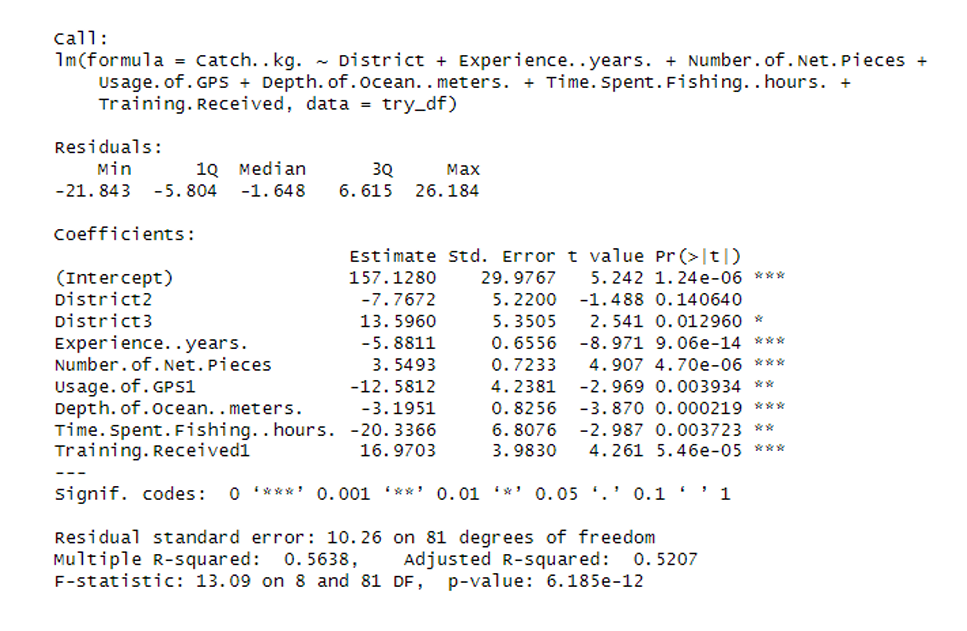 Call:
lm(formula = Catch..kg. ~ District + Experience..years. + Number.of.Net.Pieces +
    Usage.of.GPS + Depth.of.Ocean..meters. + Time.Spent.Fishing..hours. +
    Training.Received, data = try_df)
Residuals:
    Min      1Q  Median      3Q     Max
-21.843  -5.804  -1.648   6.615  26.184
Coefficients:
                           Estimate Std. Error t value Pr(>|t|)
(Intercept)                157.1280    29.9767   5.242 1.24e-06 ***
District2                   -7.7672     5.2200  -1.488 0.140640
District3                   13.5960     5.3505   2.541 0.012960 *
Experience..years.          -5.8811     0.6556  -8.971 9.06e-14 ***
Number.of.Net.Pieces         3.5493     0.7233   4.907 4.70e-06 ***
Usage.of.GPS1              -12.5812     4.2381  -2.969 0.003934 **
Depth.of.Ocean..meters.     -3.1951     0.8256  -3.870 0.000219 ***
Time.Spent.Fishing..hours. -20.3366     6.8076  -2.987 0.003723 **
Training.Received1          16.9703     3.9830   4.261 5.46e-05 ***
---
Signif. codes:  0 ‘***’ 0.001 ‘**’ 0.01 ‘*’ 0.05 ‘.’ 0.1 ‘ ’ 1
Residual standard error: 10.26 on 81 degrees of freedom
Multiple R-squared:  0.5638,    Adjusted R-squared:  0.5207
F-statistic: 13.09 on 8 and 81 DF,  p-value: 6.185e-12